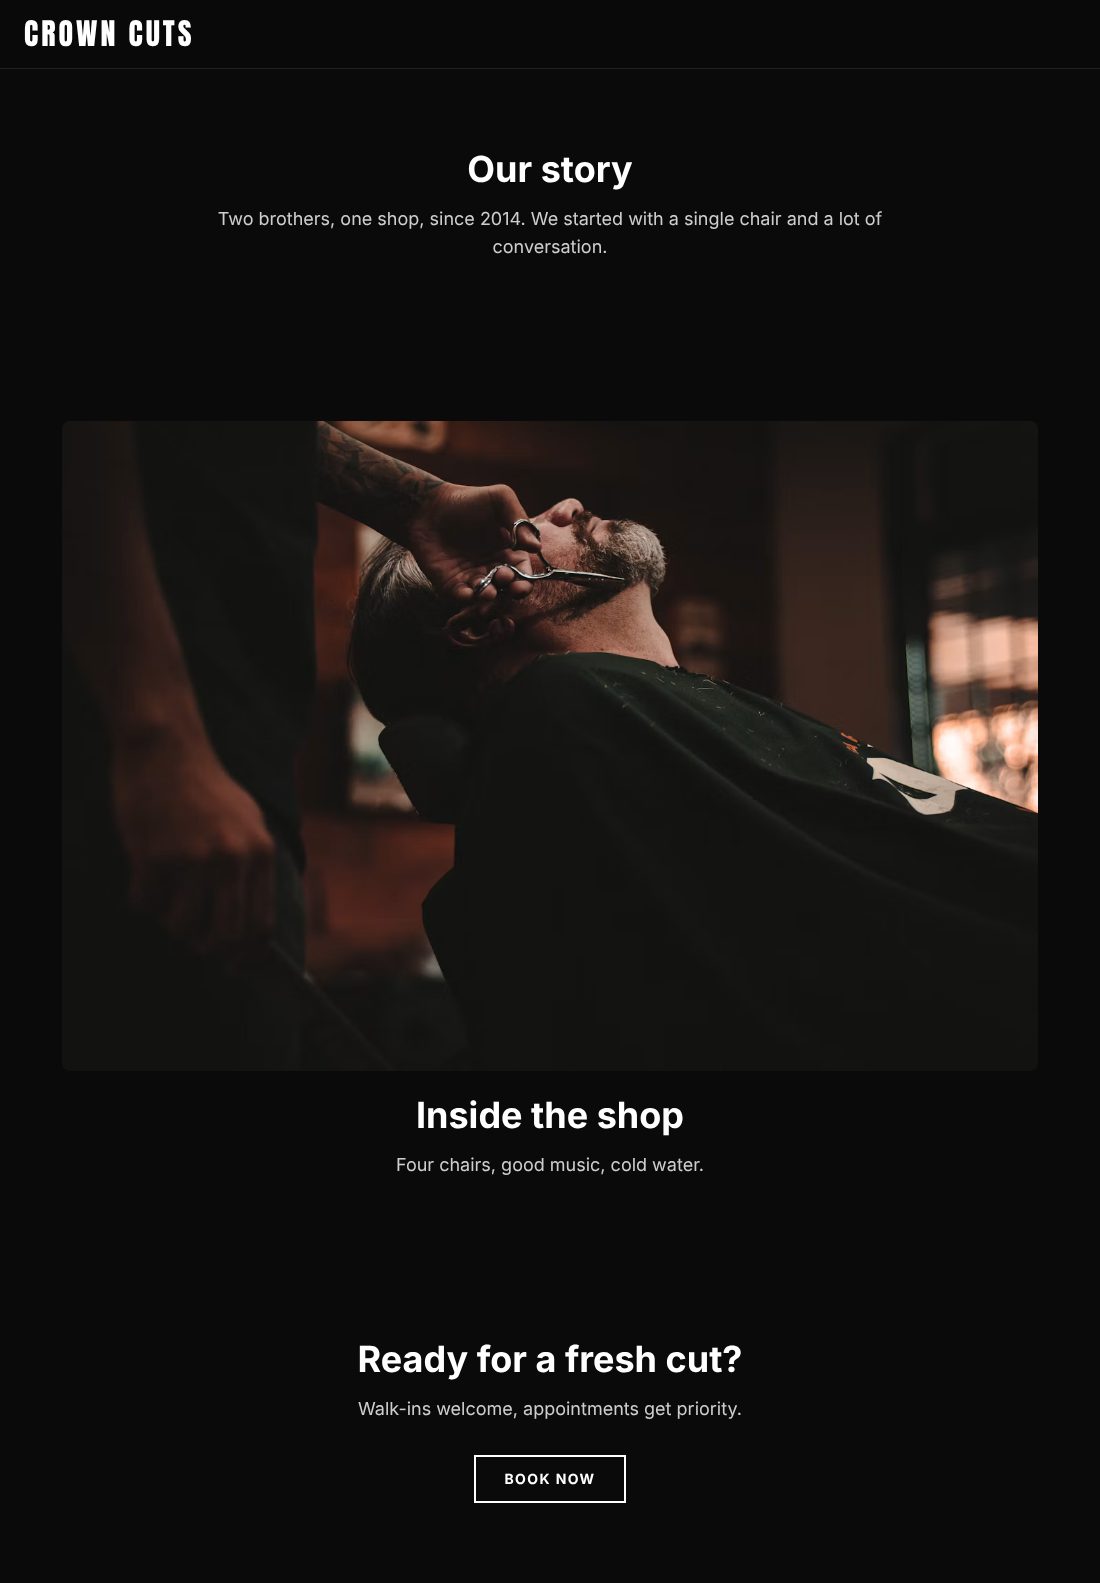 CROWN CUTS
Our story
Two brothers, one shop, since 2014. We started with a single chair and a lot of
conversation.
Inside the shop
Four chairs, good music, cold water.
Ready for a fresh cut?
Walk-ins welcome, appointments get priority.
BOOK NOW